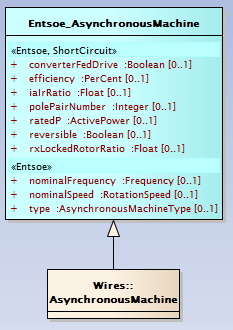 Entsoe_AsynchronousMachine
«Entsoe, ShortCircuit»
+ converterFedDrive :Boolean [0..1]
+ efficiency :PerCent [0..1]
+ iaIrRatio :Float [0..1]
+ polePairNumber :Integer [0..1]
+ ratedP :ActivePower [0..1]
+ reversible :Boolean [0..1]
+ rxLockedRotorRatio :Float [0..1]
«Entsoe»
+ nominalFrequency :Frequency [0..1]
+ nominalSpeed :RotationSpeed [0..1]
+ type :AsynchronousMachineType [0..1]
Wires::
AsynchronousMachine